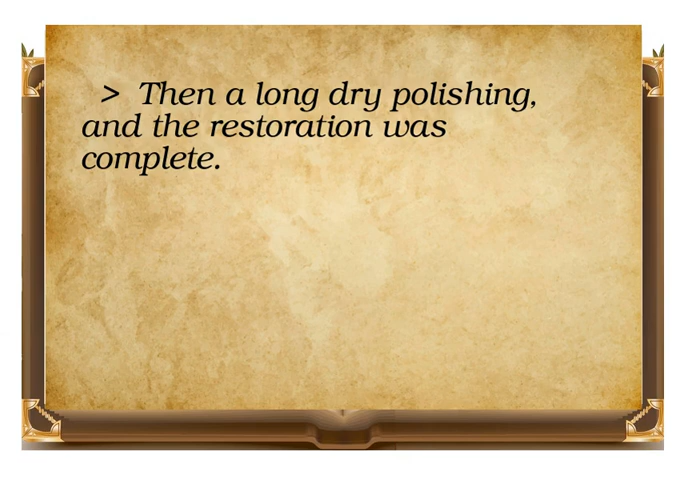 > Then a long dry polishing,
and the restoration was
complete.